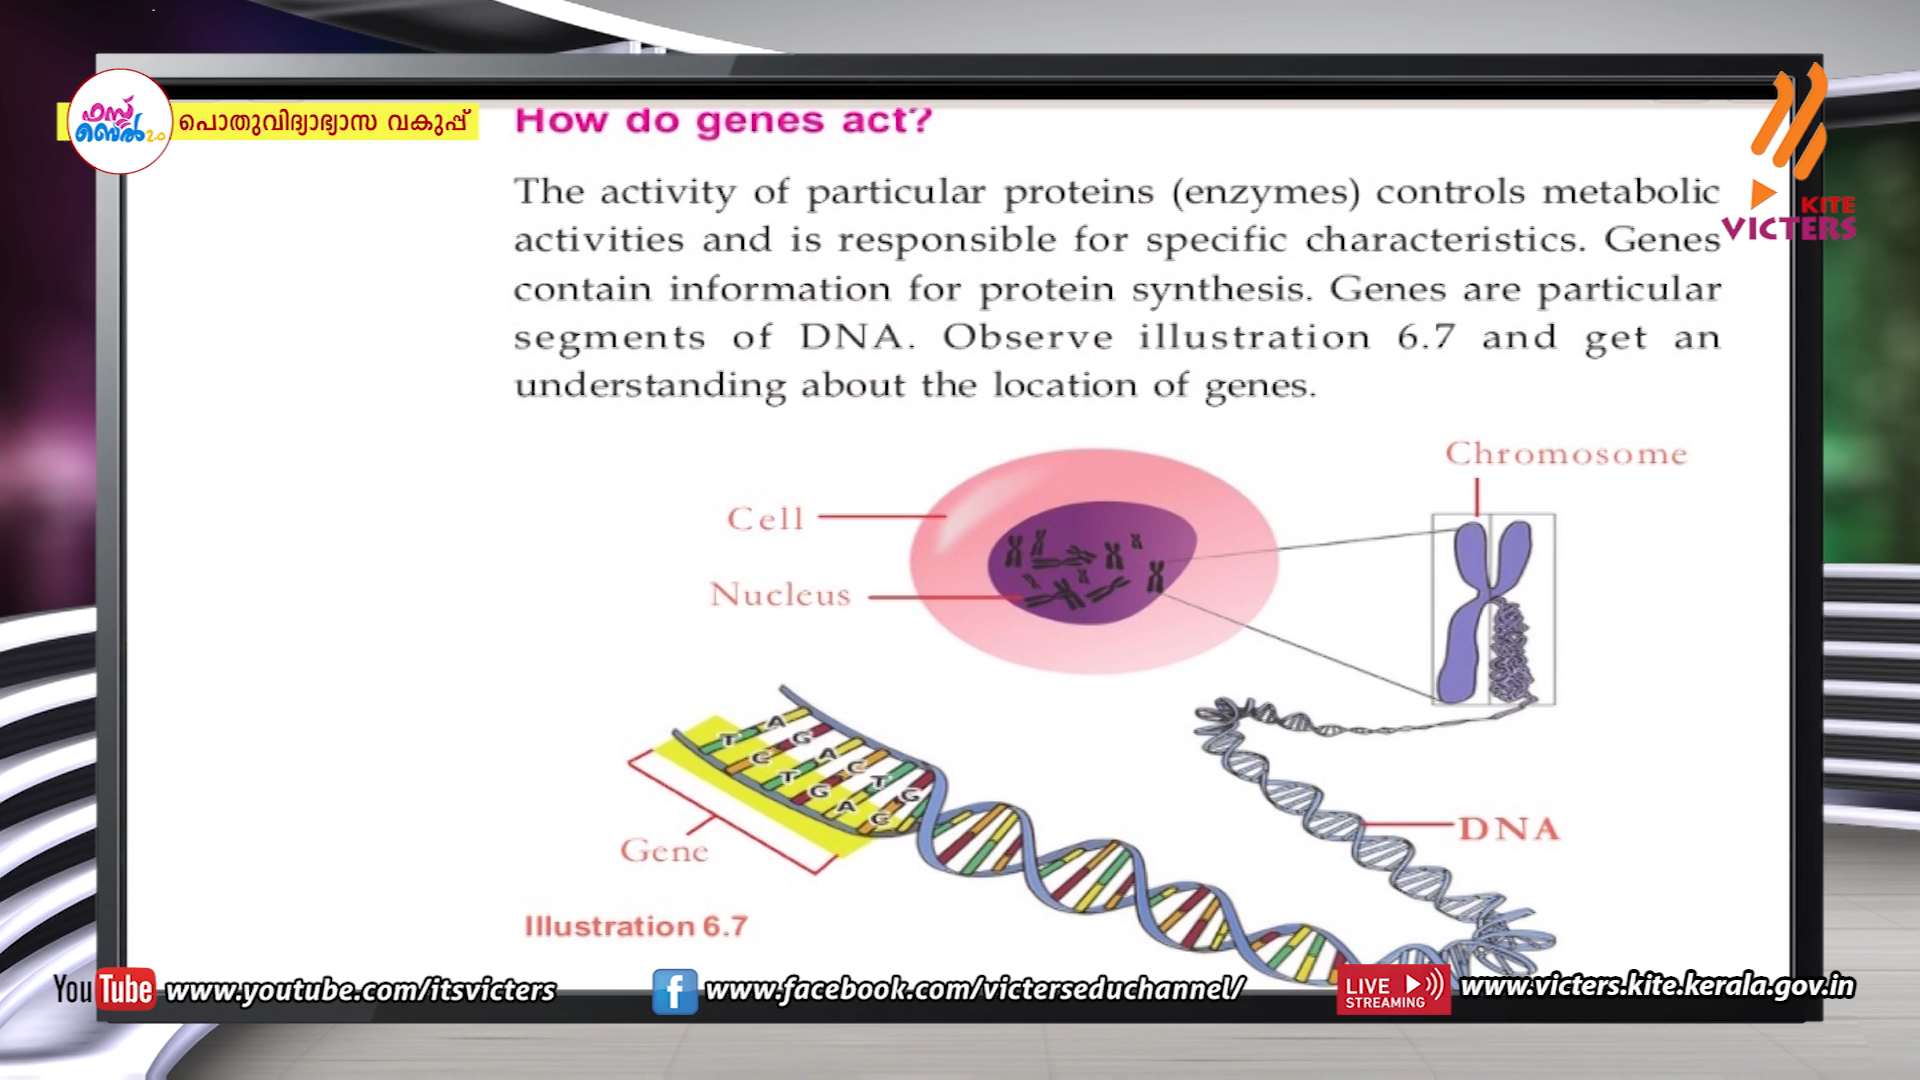 ഫസ്റ്റ്
ബെൽ 2.0
പൊതുവിദ്യാഭ്യാസ വകുപ്പ്
How do genes act?
KITE
VICTERS
The activity of particular proteins (enzymes) controls metabolic
activities and is responsible for specific characteristics. Genes
contain information for protein synthesis. Genes are particular
segments of DNA. Observe illustration 6.7 and get an
understanding about the location of genes.
Chromosome
Cell
Nucleus
A
T
G
C
A
T
C
G
T
A
G
C
DNA
Gene
Illustration 6.7
YouTube www.youtube.com/itsvicters
f www.facebook.com/victerseduchannel/
LIVE
STREAMING
www.victers.kite.kerala.gov.in